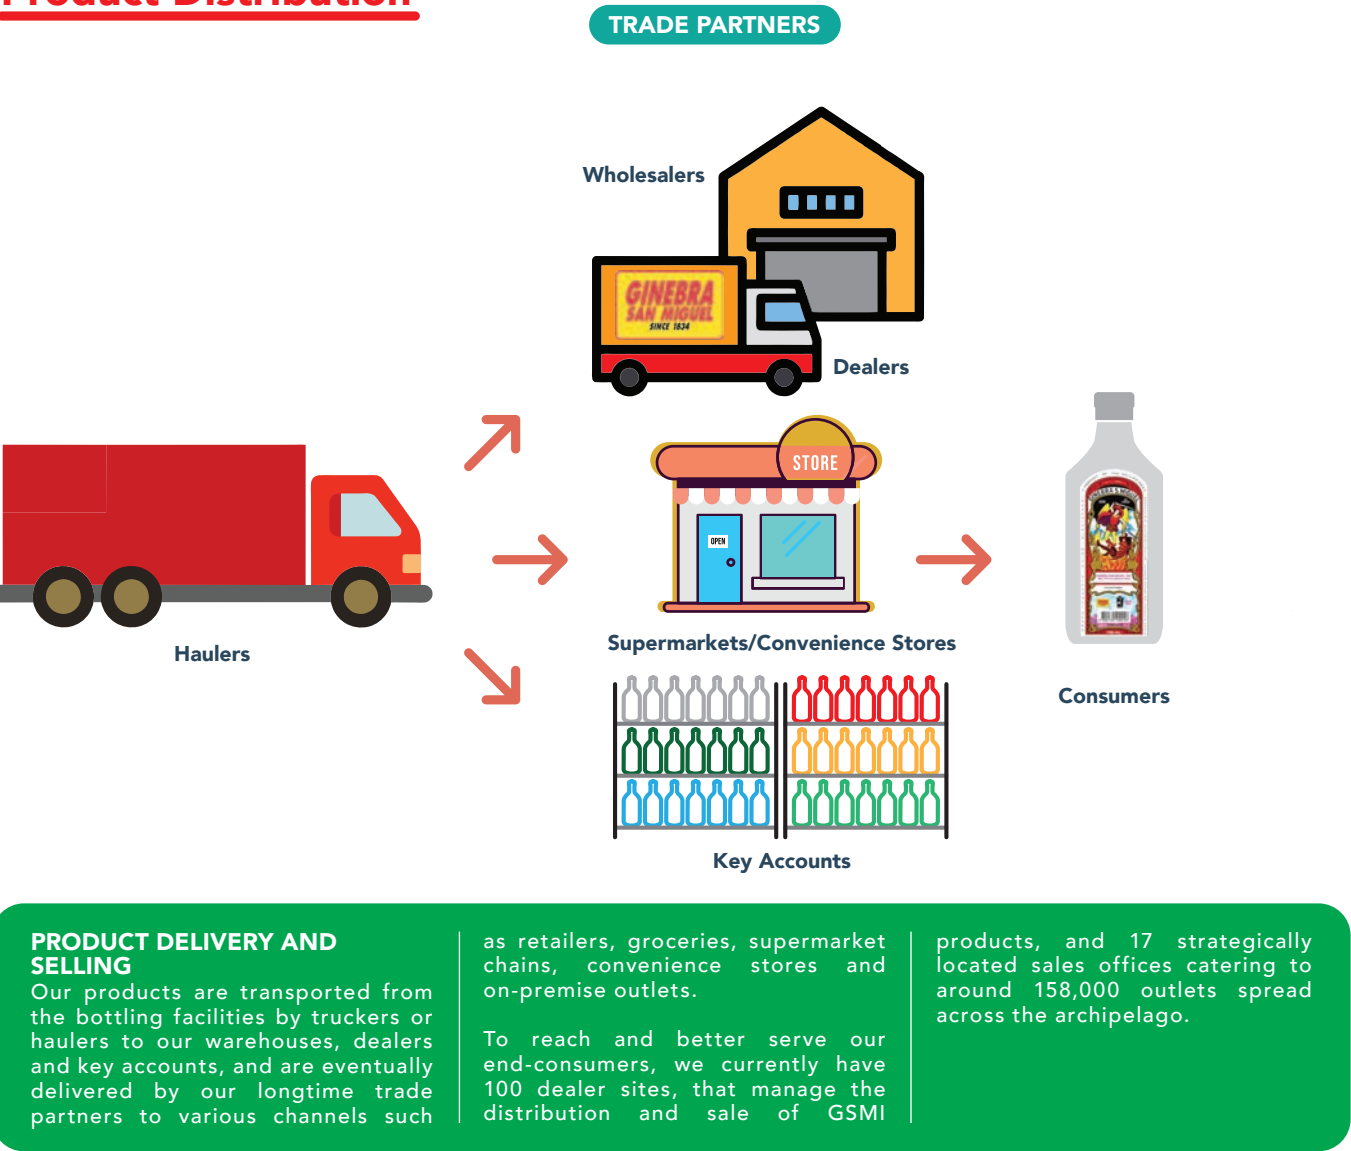 Product Distribution
TRADE PARTNERS
Wholesalers
GINEBRA
SAN MIGUEL
SINCE 1834
Dealers
STORE
OPEN
Haulers
Supermarkets/Convenience Stores
Consumers
Key Accounts
PRODUCT DELIVERY AND
SELLING
Our products are transported from
the bottling facilities by truckers or
haulers to our warehouses, dealers
and key accounts, and are eventually
delivered by our longtime trade
partners to various channels such
as retailers, groceries, supermarket
chains, convenience stores and
on-premise outlets.
To reach and better serve our
end-consumers, we currently have
100 dealer sites, that manage the
distribution and sale of GSMI
products, and 17 strategically
located sales offices catering to
around 158,000 outlets spread
across the archipelago.